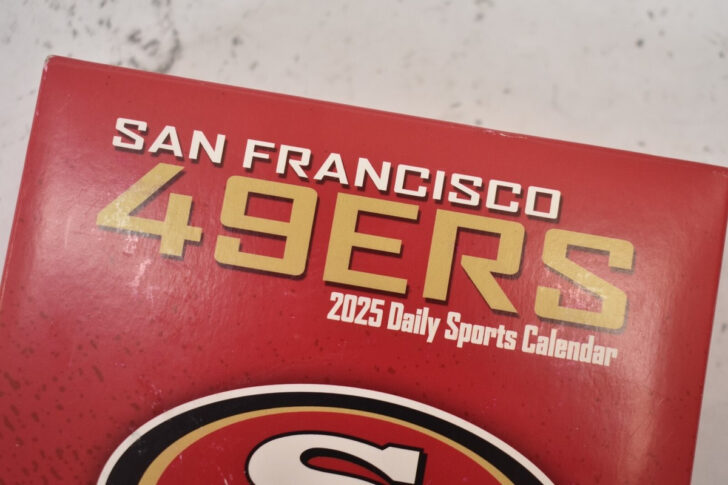 SAN FRANCISCO
49ERS
2025 Daily Sports Calendar
S